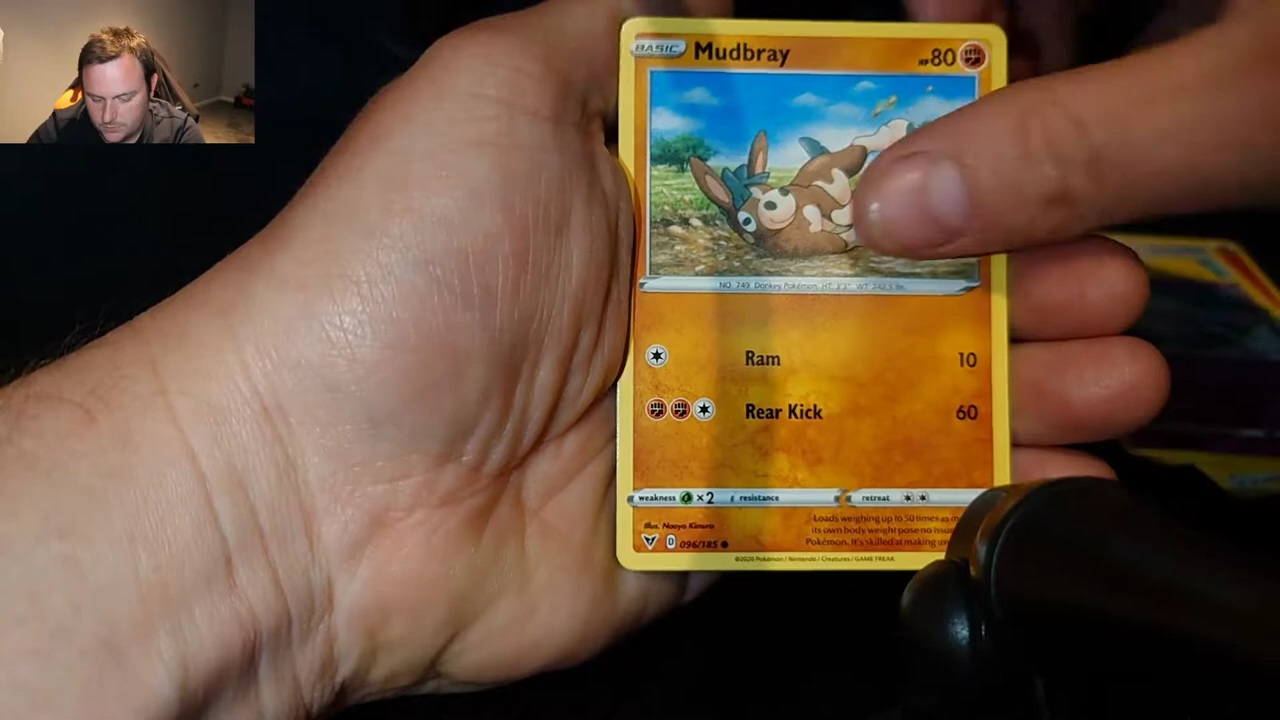 BASIC Mudbray HP80
NO. 749 Donkey Pokémon HT: 3'3" WT: 242.5 lbs.
Ram 10
Rear Kick 60
weakness ×2 resistance retreat
Illus. Naoyo Kimura
D 096/185
Loads weighing up to 50 times as
its own body weight pose no
Pokémon. It's skilled at making
©2020 Pokémon / Nintendo / Creatures / GAME FREAK